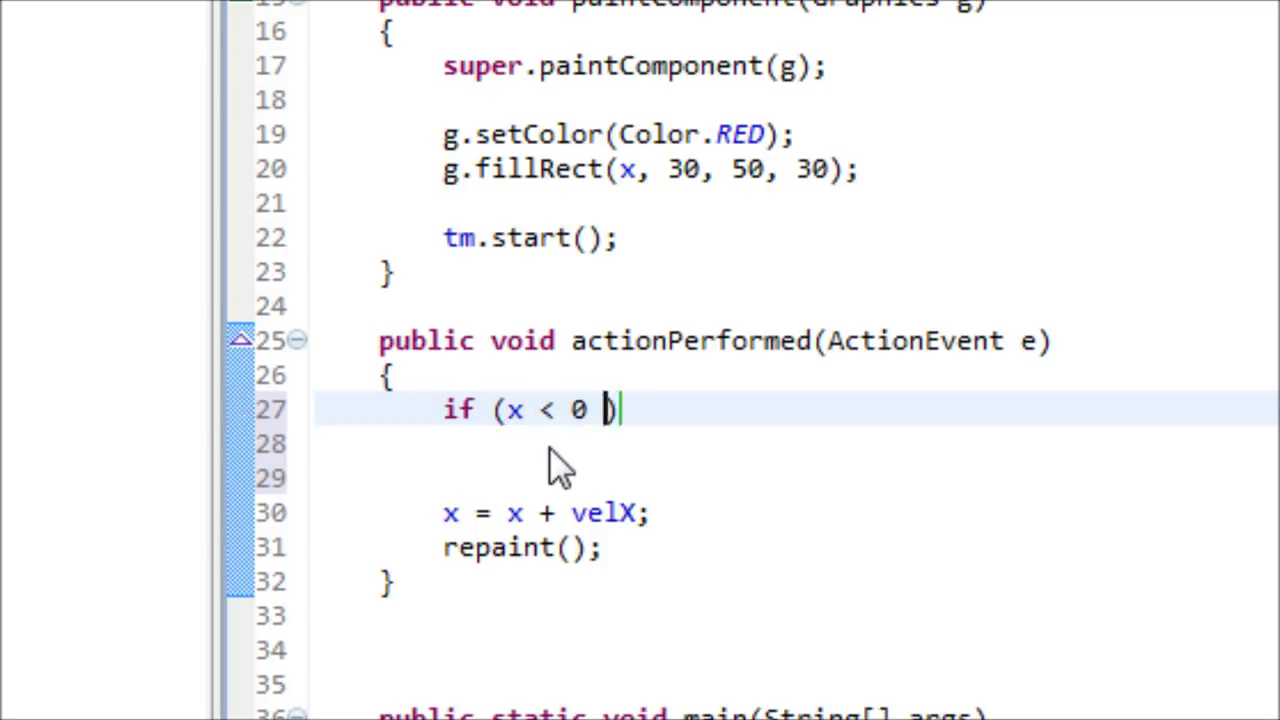 15 public void paintComponent(Graphics g)
16 {
17 super.paintComponent(g);
18
19 g.setColor(Color.RED);
20 g.fillRect(x, 30, 50, 30);
21
22 tm.start();
23 }
24
25 public void actionPerformed(ActionEvent e)
26 {
27 if (x < 0 )
28
29
30 x = x + velX;
31 repaint();
32 }
33
34
35
36 public static void main(String[] args)